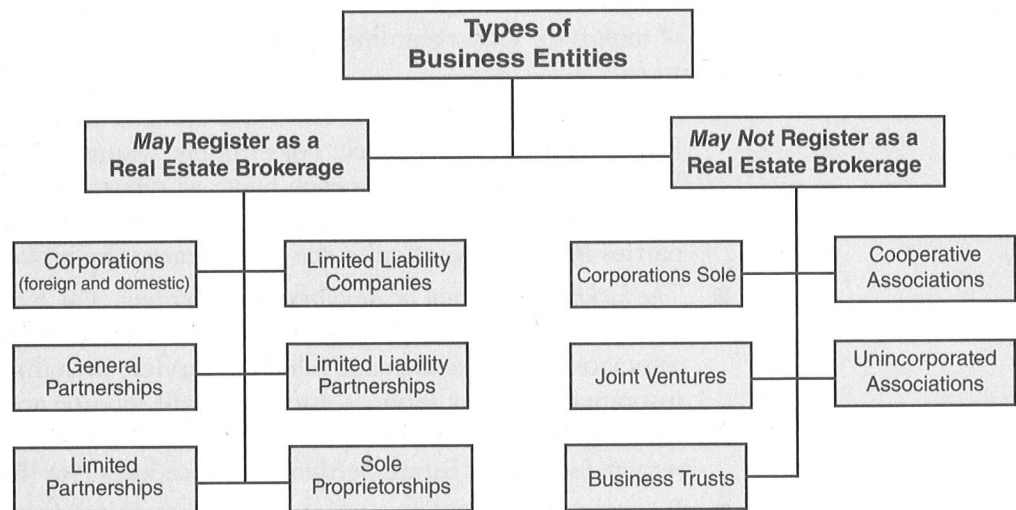 Types of
Business Entities
May Register as a
Real Estate Brokerage
May Not Register as a
Real Estate Brokerage
Corporations
(foreign and domestic)
Limited Liability
Companies
General
Partnerships
Limited Liability
Partnerships
Limited
Partnerships
Sole
Proprietorships
Corporations Sole
Cooperative
Associations
Joint Ventures
Unincorporated
Associations
Business Trusts